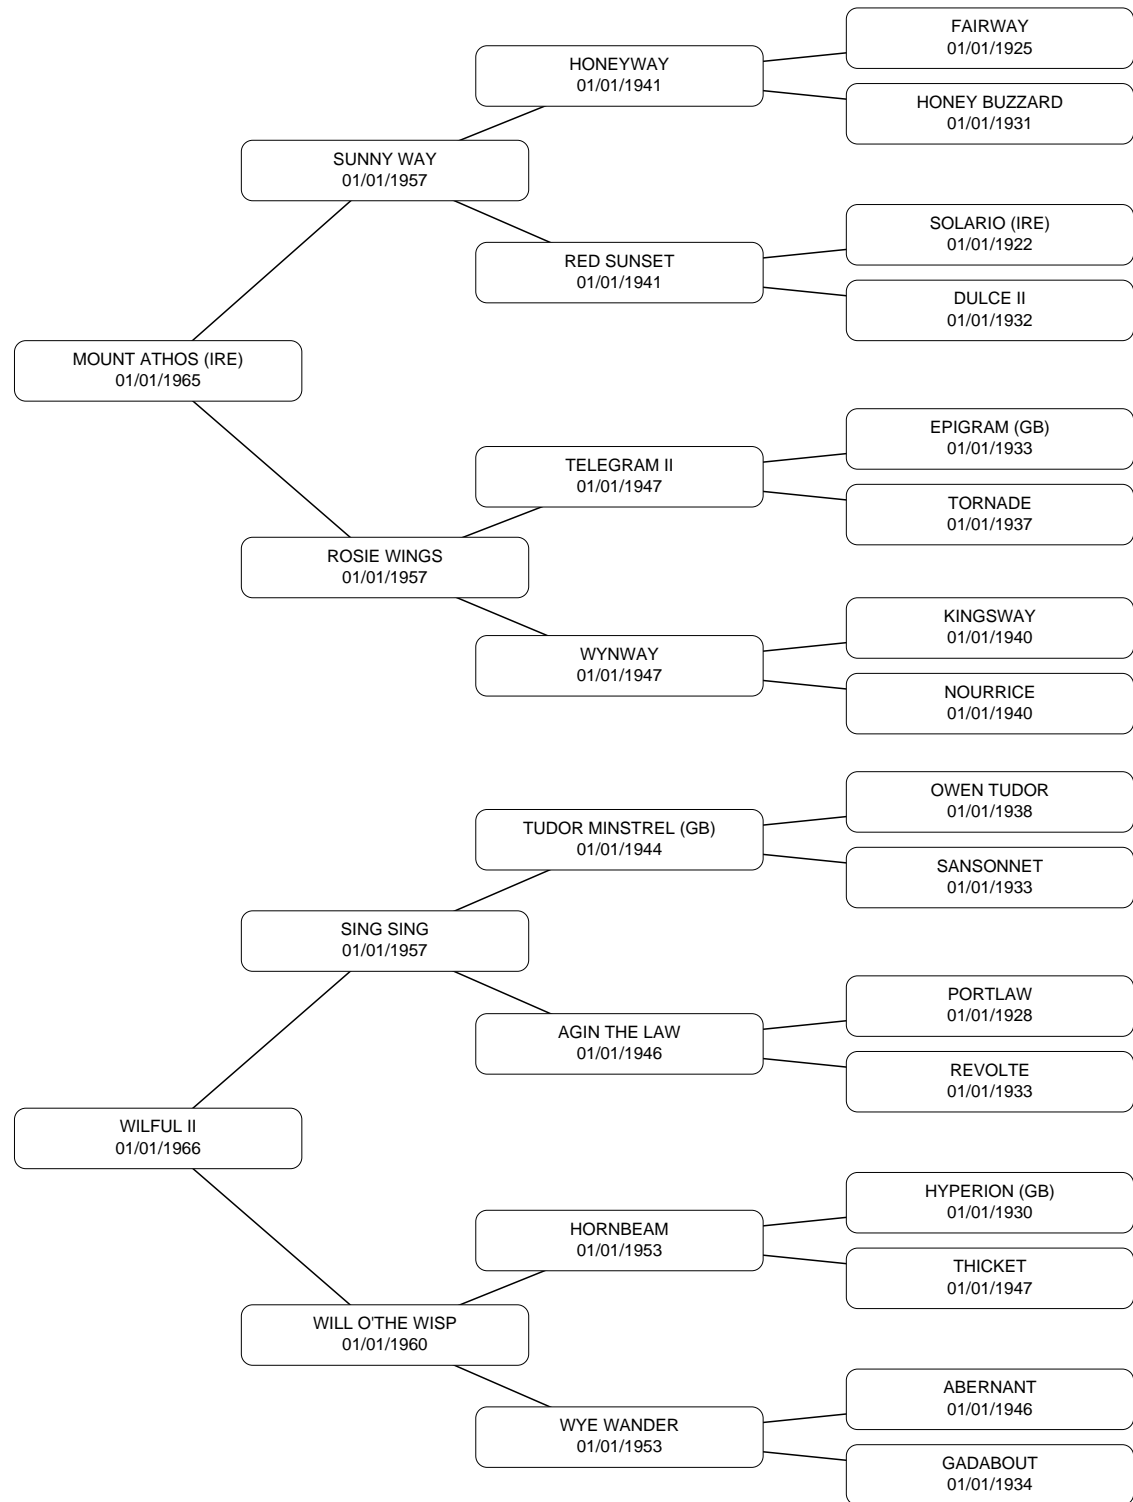 FAIRWAY
01/01/1925
HONEYWAY
01/01/1941
HONEY BUZZARD
01/01/1931
SUNNY WAY
01/01/1957
SOLARIO (IRE)
01/01/1922
RED SUNSET
01/01/1941
DULCE II
01/01/1932
MOUNT ATHOS (IRE)
01/01/1965
EPIGRAM (GB)
01/01/1933
TELEGRAM II
01/01/1947
TORNADE
01/01/1937
ROSIE WINGS
01/01/1957
KINGSWAY
01/01/1940
WYNWAY
01/01/1947
NOURRICE
01/01/1940
OWEN TUDOR
01/01/1938
TUDOR MINSTREL (GB)
01/01/1944
SANSONNET
01/01/1933
SING SING
01/01/1957
PORTLAW
01/01/1928
AGIN THE LAW
01/01/1946
REVOLTE
01/01/1933
WILFUL II
01/01/1966
HYPERION (GB)
01/01/1930
HORNBEAM
01/01/1953
THICKET
01/01/1947
WILL O'THE WISP
01/01/1960
ABERNANT
01/01/1946
WYE WANDER
01/01/1953
GADABOUT
01/01/1934